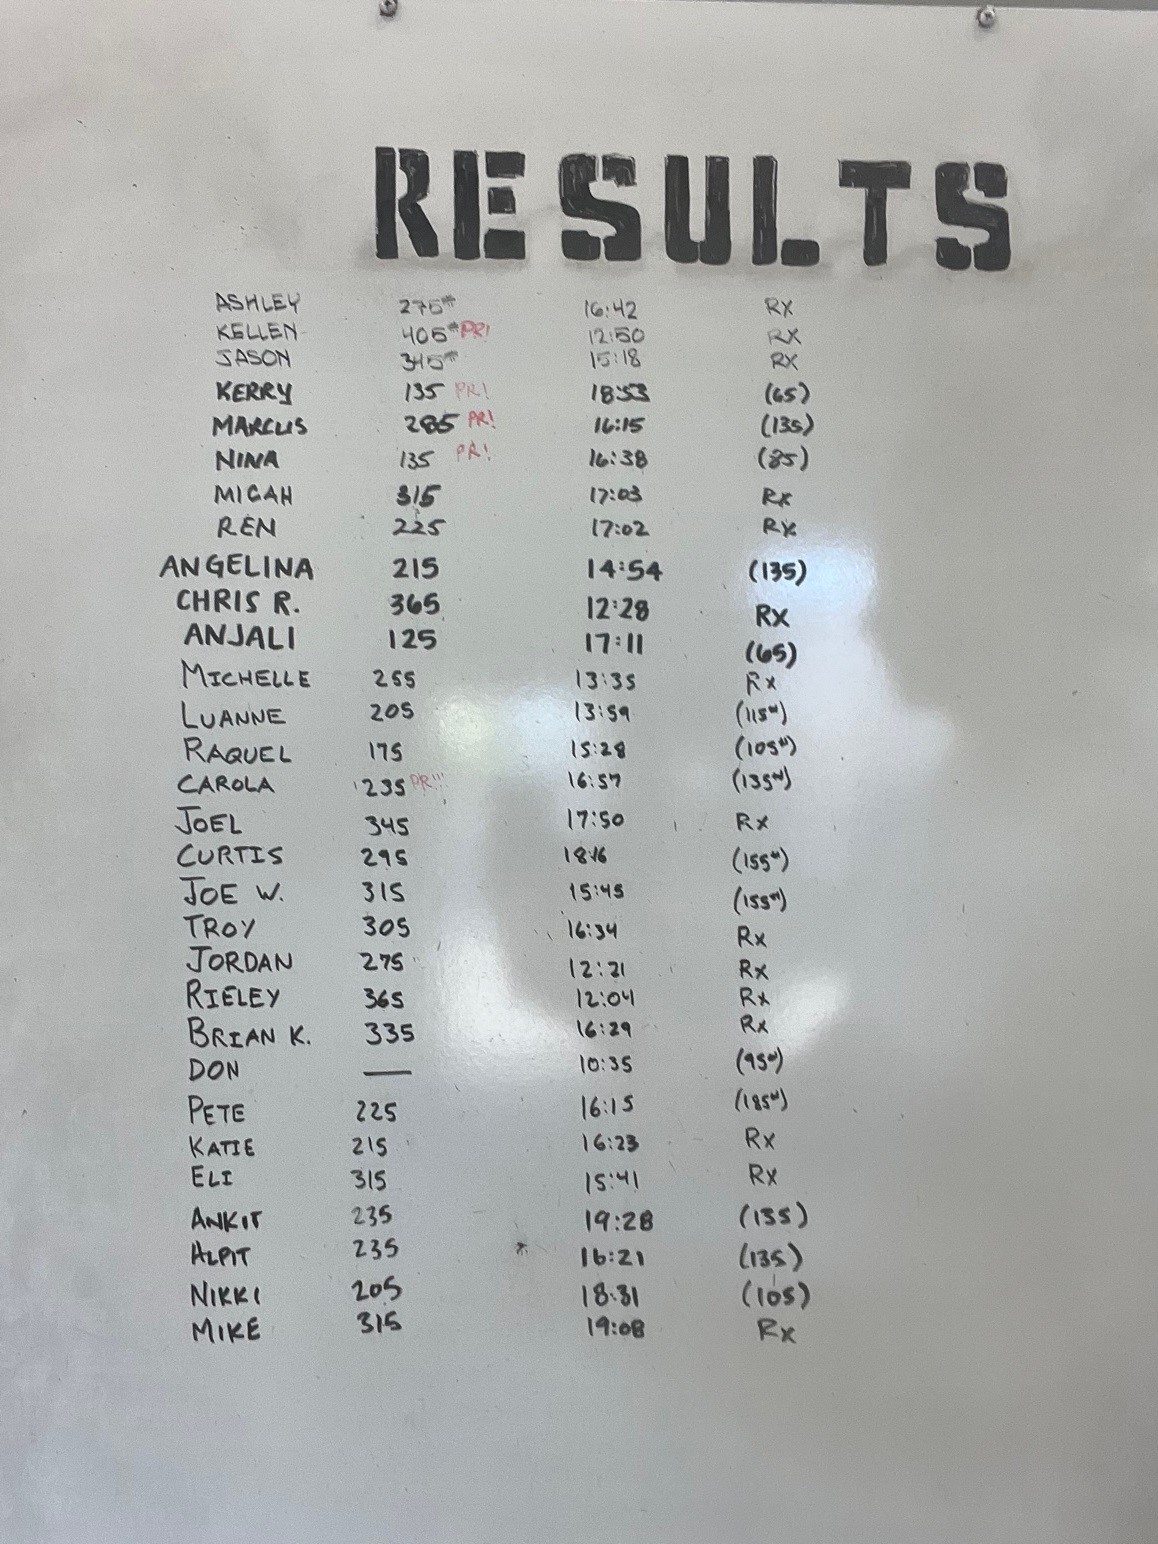 RESULTS
ASHLEY 275# 16:42 RX
KELLEN 405# PR! 12:50 RX
JASON 345# 15:18 RX
KERRY 135 PR! 18:53 (65)
MARCUS 285 PR! 16:15 (135)
NINA 135 PR! 16:38 (85)
MICAH 315 17:03 Rx
REN 225 17:02 Rx
ANGELINA 215 14:54 (135)
CHRIS R. 365 12:28 Rx
ANJALI 125 17:11 (65)
MICHELLE 255 13:35 Rx
LUANNE 205 13:59 (115#)
RAQUEL 175 15:28 (105#)
CAROLA 235 PR!!! 16:57 (135#)
JOEL 345 17:50 Rx
CURTIS 295 18:16 (155#)
JOE W. 315 15:45 (155#)
TROY 305 16:34 Rx
JORDAN 275 12:21 Rx
RIELEY 365 12:04 Rx
BRIAN K. 335 16:29 Rx
DON — 10:35 (95#)
PETE 225 16:15 (185#)
KATIE 215 16:23 Rx
ELI 315 15:41 Rx
ANKIT 235 19:28 (135)
ALPIT 235 16:21 (135)
NIKKI 205 18:31 (105)
MIKE 315 19:08 Rx